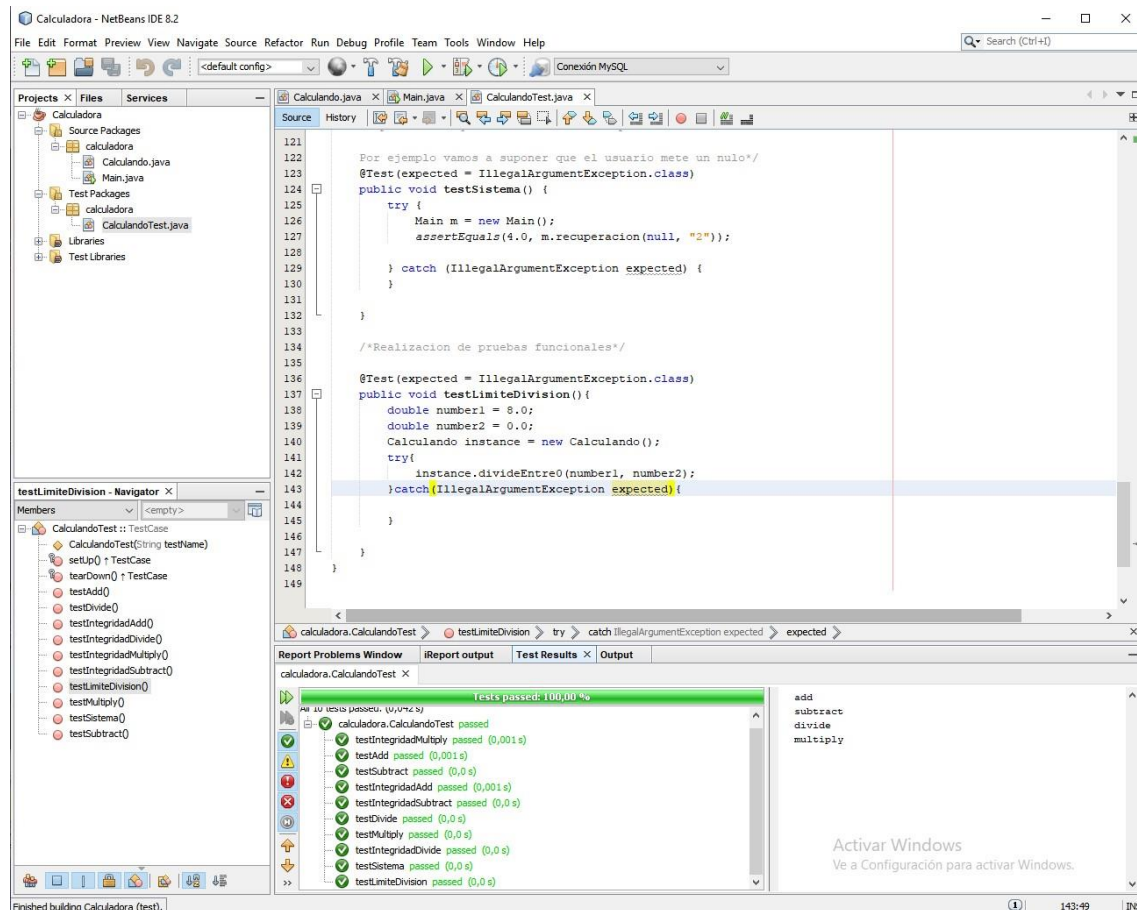 Calculadora - NetBeans IDE 8.2
File Edit Format Preview View Navigate Source Refactor Run Debug Profile Team Tools Window Help
Search (Ctrl+I)
<default config>
Conexión MySQL
Projects Files Services
Calculadora
Source Packages
calculadora
Calculando.java
Main.java
Test Packages
calculadora
CalculandoTest.java
Libraries
Test Libraries
Calculando.java Main.java CalculandoTest.java
Source History
121
122 Por ejemplo vamos a suponer que el usuario mete un nulo*/
123 @Test(expected = IllegalArgumentException.class)
124 public void testSistema() {
125 try {
126 Main m = new Main();
127 assertEquals(4.0, m.recuperacion(null, "2"));
128
129 } catch (IllegalArgumentException expected) {
130 }
131
132 }
133
134 /*Realizacion de pruebas funcionales*/
135
136 @Test(expected = IllegalArgumentException.class)
137 public void testLimiteDivision(){
138 double number1 = 8.0;
139 double number2 = 0.0;
140 Calculando instance = new Calculando();
141 try{
142 instance.divideEntre0(number1, number2);
143 }catch(IllegalArgumentException expected){
144
145 }
146
147 }
148 }
149
testLimiteDivision - Navigator
Members <empty>
CalculandoTest :: TestCase
CalculandoTest(String testName)
setUp() ↑ TestCase
tearDown() ↑ TestCase
testAdd()
testDivide()
testIntegridadAdd()
testIntegridadDivide()
testIntegridadMultiply()
testIntegridadSubtract()
testLimiteDivision()
testMultiply()
testSistema()
testSubtract()
calculadora.CalculandoTest testLimiteDivision try catch IllegalArgumentException expected expected
Report Problems Window iReport output Test Results Output
calculadora.CalculandoTest
Tests passed: 100,00 %
All 10 tests passed. (0,042 s)
calculadora.CalculandoTest passed
testIntegridadMultiply passed (0,001 s)
testAdd passed (0,001 s)
testSubtract passed (0,0 s)
testIntegridadAdd passed (0,001 s)
testIntegridadSubtract passed (0,0 s)
testDivide passed (0,0 s)
testMultiply passed (0,0 s)
testIntegridadDivide passed (0,0 s)
testSistema passed (0,0 s)
testLimiteDivision passed (0,0 s)
add
subtract
divide
multiply
Activar Windows
Ve a Configuración para activar Windows.
Finished building Calculadora (test).
1
143:49